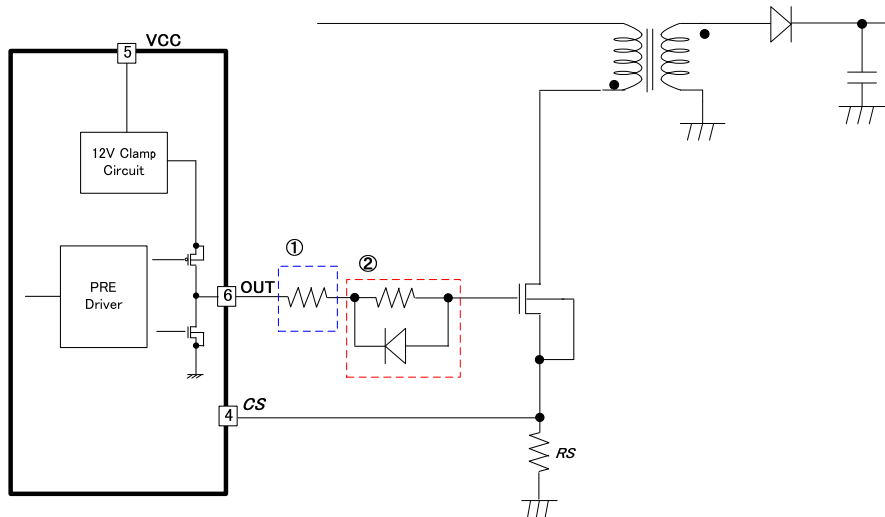 5
VCC
12V Clamp
Circuit
①
②
PRE
Driver
6
OUT
4
CS
RS